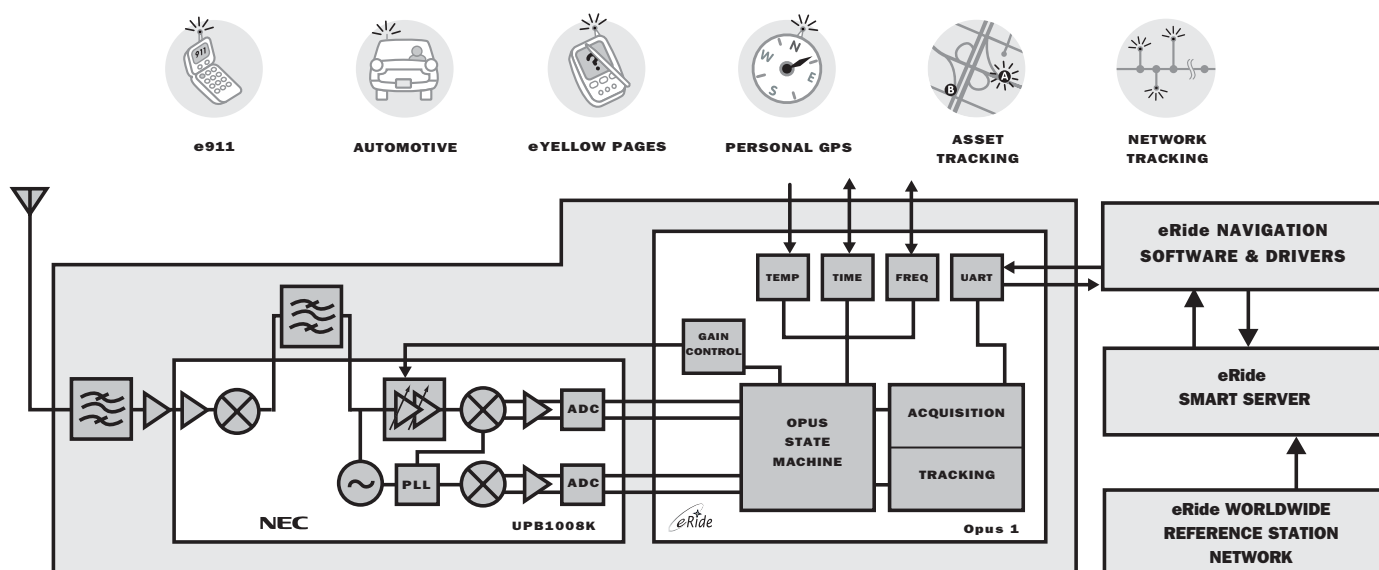 911
N
W
E
S
A
B
e911
AUTOMOTIVE
eYELLOW PAGES
PERSONAL GPS
ASSET
TRACKING
NETWORK
TRACKING
eRide NAVIGATION
SOFTWARE & DRIVERS
TEMP
TIME
FREQ
UART
GAIN
CONTROL
eRide
SMART SERVER
ADC
OPUS
STATE
MACHINE
ACQUISITION
TRACKING
PLL
ADC
NEC
UPB1008K
eRide
Opus 1
eRide WORLDWIDE
REFERENCE STATION
NETWORK